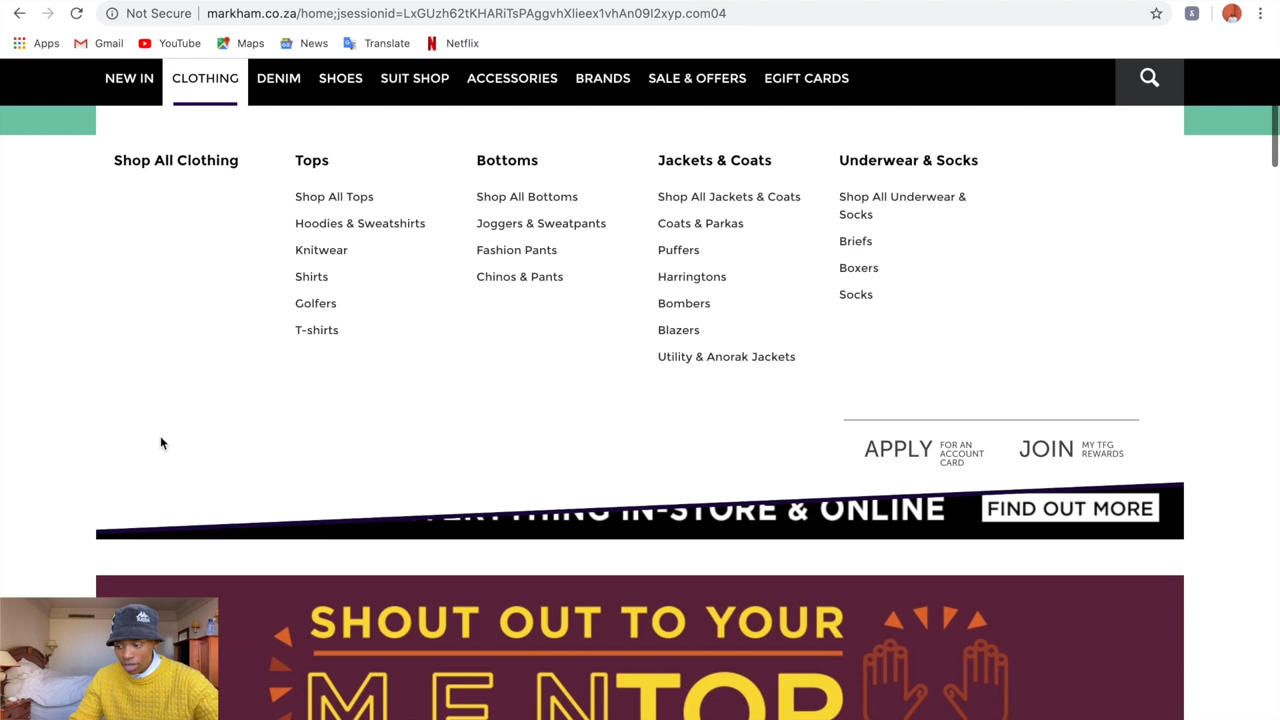 Not Secure
markham.co.za/home;jsessionid=LxGUzh62tKHARiTsPAggvhXlieex1vhAn09I2xyp.com04
Apps
Gmail
YouTube
Maps
News
Translate
Netflix
NEW IN
CLOTHING
DENIM
SHOES
SUIT SHOP
ACCESSORIES
BRANDS
SALE & OFFERS
EGIFT CARDS
Shop All Clothing
Tops
Shop All Tops
Hoodies & Sweatshirts
Knitwear
Shirts
Golfers
T-shirts
Bottoms
Shop All Bottoms
Joggers & Sweatpants
Fashion Pants
Chinos & Pants
Jackets & Coats
Shop All Jackets & Coats
Coats & Parkas
Puffers
Harringtons
Bombers
Blazers
Utility & Anorak Jackets
Underwear & Socks
Shop All Underwear &
Socks
Briefs
Boxers
Socks
APPLY
FOR AN
ACCOUNT
CARD
JOIN
MY TFG
REWARDS
IN-STORE & ONLINE
FIND OUT MORE
SHOUT OUT TO YOUR
MENTOR